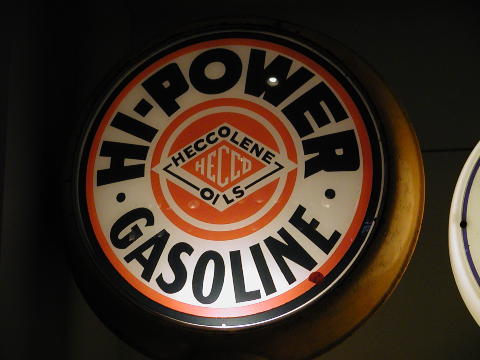 HI-POWER
HECCOLENE
HECCO
OILS
· GASOLINE ·